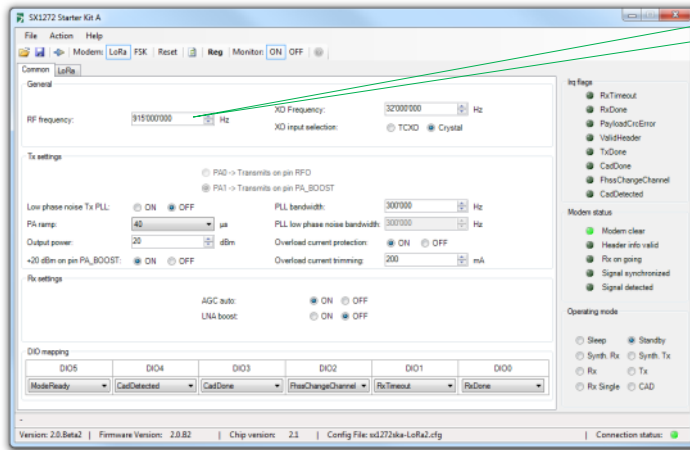 SX1272 Starter Kit A
File Action Help
Modem: LoRa FSK Reset Reg Monitor: ON OFF
Common LoRa
General
RF frequency: 915'000'000 Hz
XO Frequency: 32'000'000 Hz
XO input selection: TCXO Crystal
Tx settings
PA0 -> Transmits on pin RFO
PA1 -> Transmits on pin PA_BOOST
Low phase noise Tx PLL: ON OFF
PLL bandwidth: 300'000 Hz
PA ramp: 40 µs
PLL low phase noise bandwidth: 300'000 Hz
Output power: 20 dBm
Overload current protection: ON OFF
+20 dBm on pin PA_BOOST: ON OFF
Overload current trimming: 200 mA
Rx settings
AGC auto: ON OFF
LNA boost: ON OFF
DIO mapping
DIO5 DIO4 DIO3 DIO2 DIO1 DIO0
ModeReady CadDetected CadDone FhssChangeChannel RxTimeout RxDone
Irq flags
RxTimeout
RxDone
PayloadCrcError
ValidHeader
TxDone
CadDone
FhssChangeChannel
CadDetected
Modem status
Modem clear
Header info valid
Rx on going
Signal synchronized
Signal detected
Operating mode
Sleep Standby
Synth. Rx Synth. Tx
Rx Tx
Rx Single CAD
-
Version: 2.0.Beta2 | Firmware Version: 2.0.B2 | Chip version: 2.1 | Config File: sx1272ska-LoRa2.cfg | Connection status: